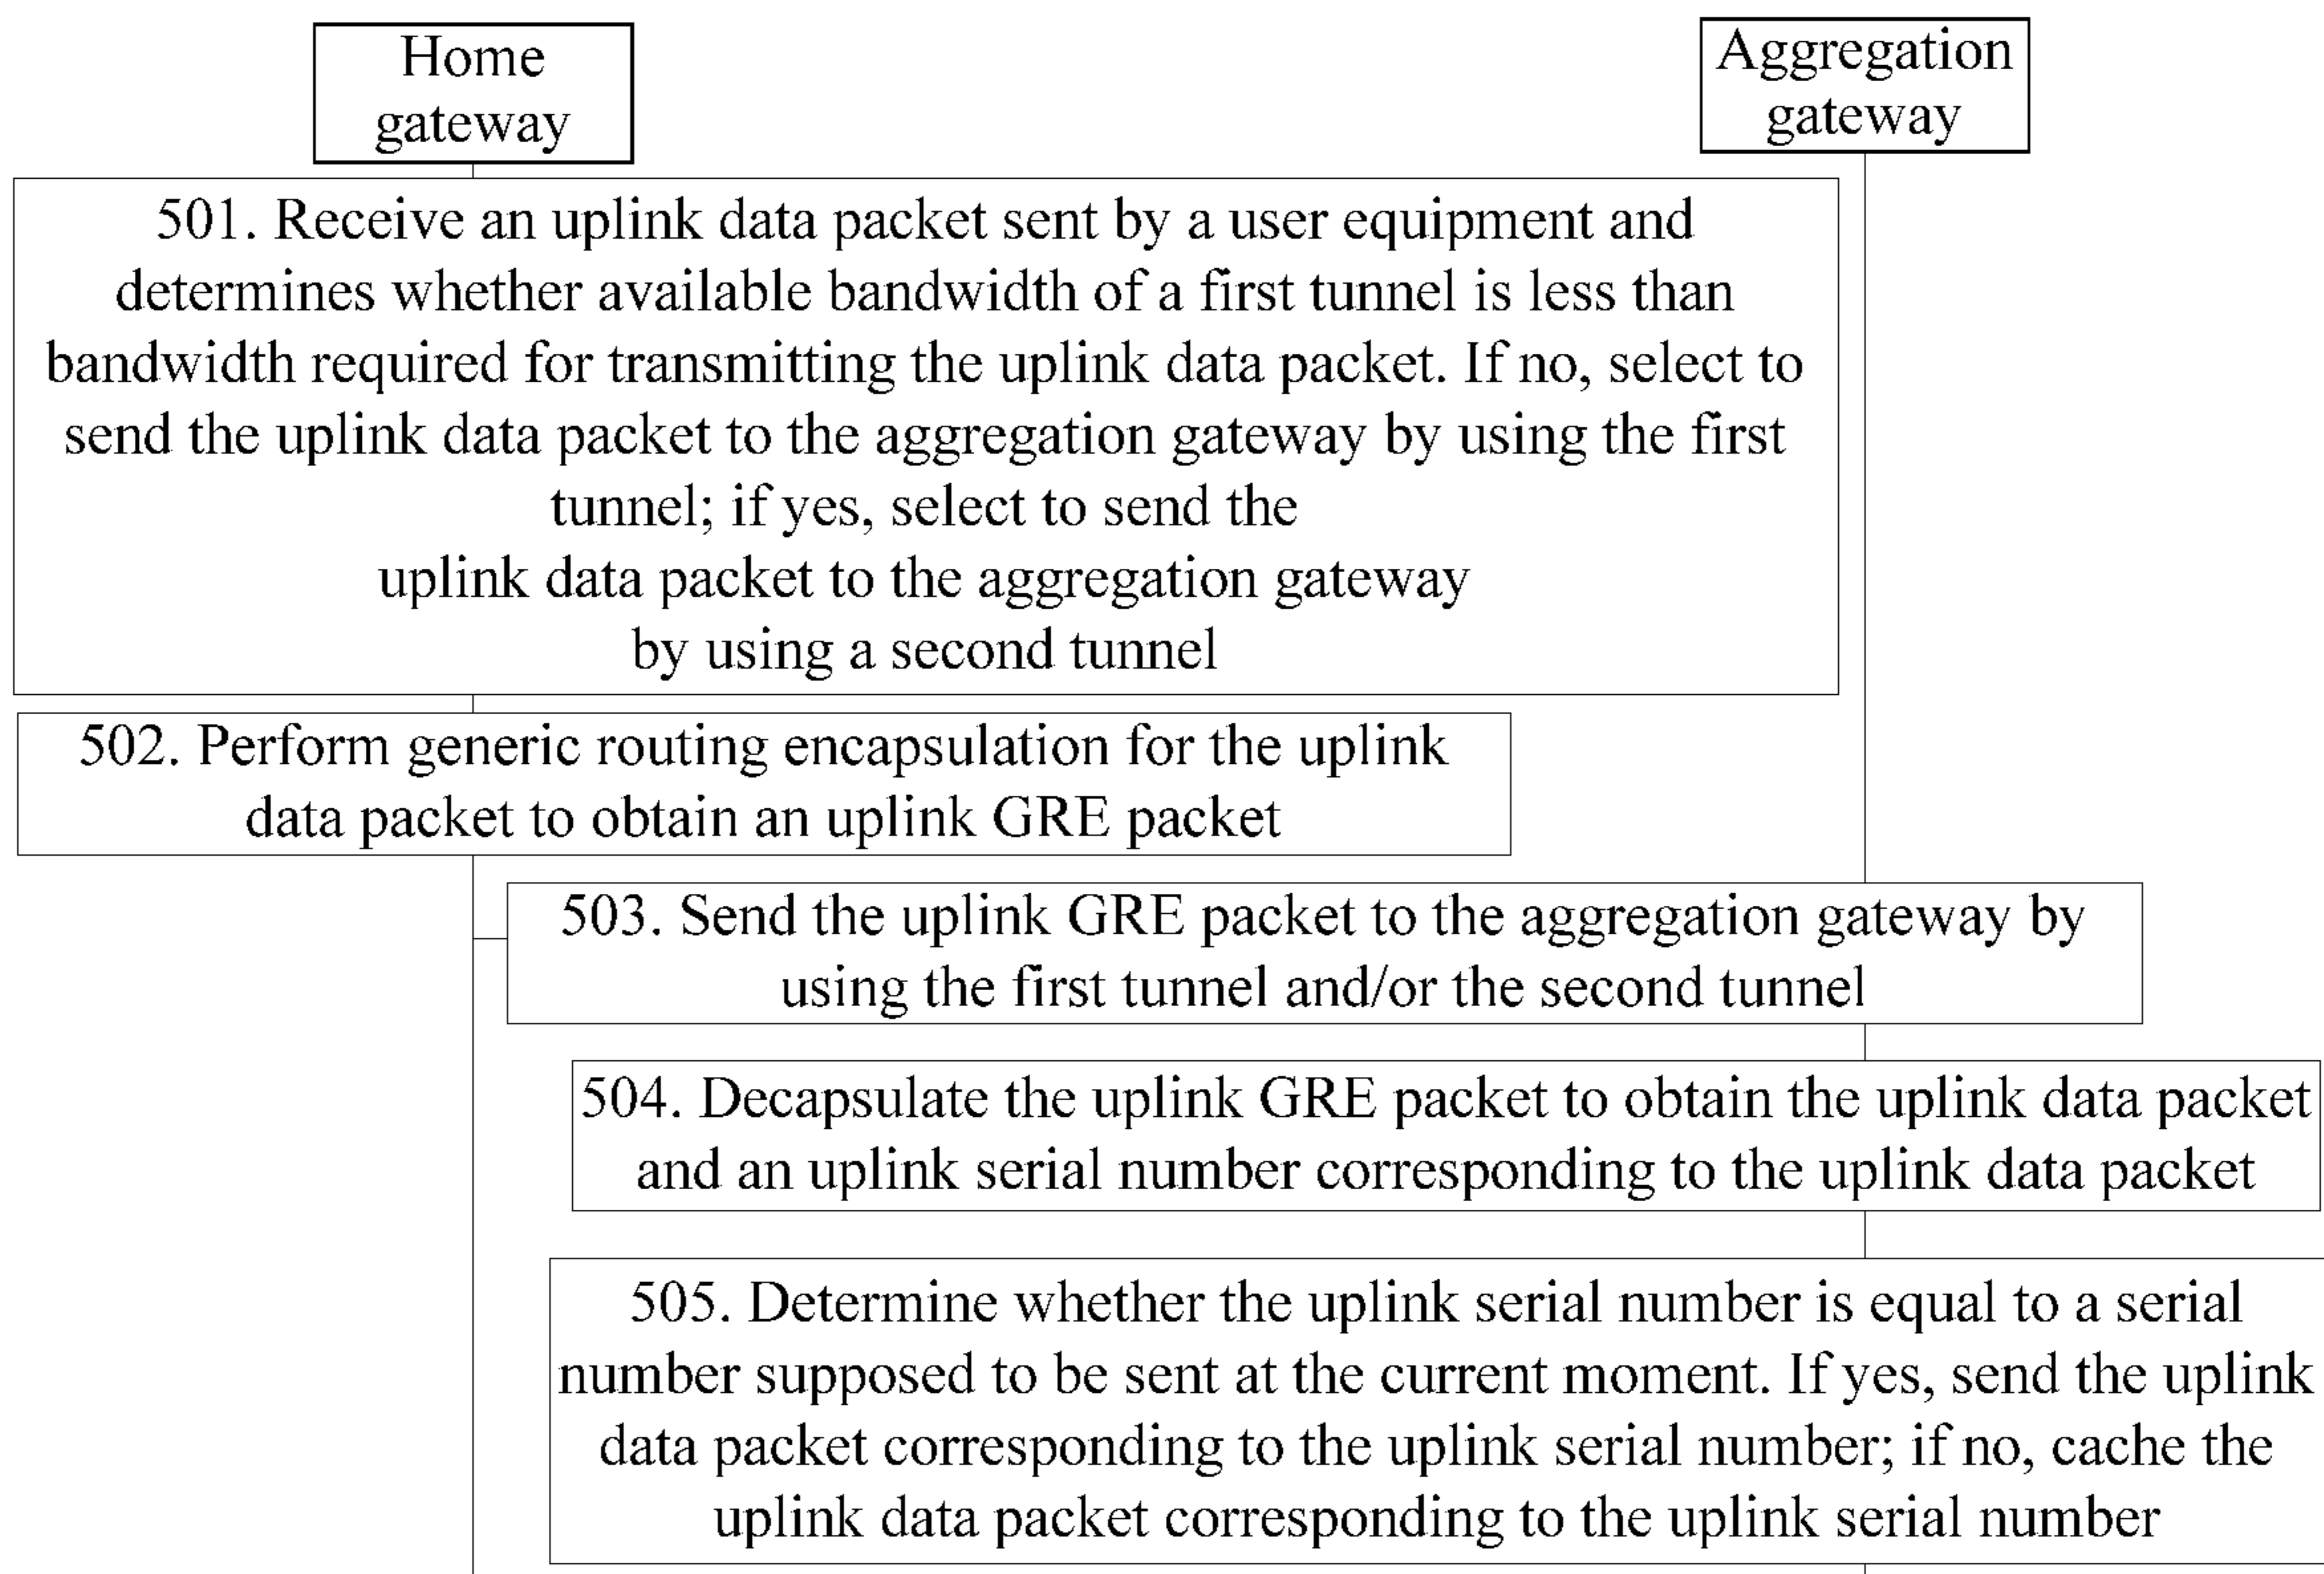 Home
gateway
Aggregation
gateway
501. Receive an uplink data packet sent by a user equipment and
determines whether available bandwidth of a first tunnel is less than
bandwidth required for transmitting the uplink data packet. If no, select to
send the uplink data packet to the aggregation gateway by using the first
tunnel; if yes, select to send the
uplink data packet to the aggregation gateway
by using a second tunnel
502. Perform generic routing encapsulation for the uplink
data packet to obtain an uplink GRE packet
503. Send the uplink GRE packet to the aggregation gateway by
using the first tunnel and/or the second tunnel
504. Decapsulate the uplink GRE packet to obtain the uplink data packet
and an uplink serial number corresponding to the uplink data packet
505. Determine whether the uplink serial number is equal to a serial
number supposed to be sent at the current moment. If yes, send the uplink
data packet corresponding to the uplink serial number; if no, cache the
uplink data packet corresponding to the uplink serial number